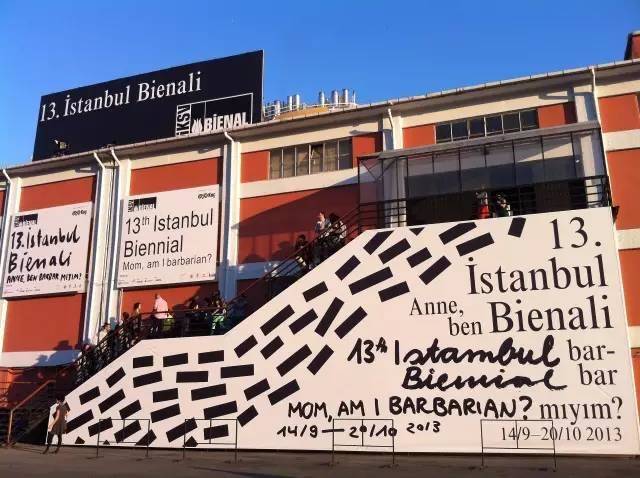 13. İstanbul Bienali
İKSV
BİENAL
13. İstanbul
Bienali
ANNE, BEN BARBAR MIYIM?
13th Istanbul
Biennial
Mom, am I barbarian?
13.
İstanbul
Anne,
ben Bienali
13th Istanbul bar-
Biennial bar
MOM, AM I BARBARIAN? mıyım?
14/9–20/10 2013
14/9–20/10 2013